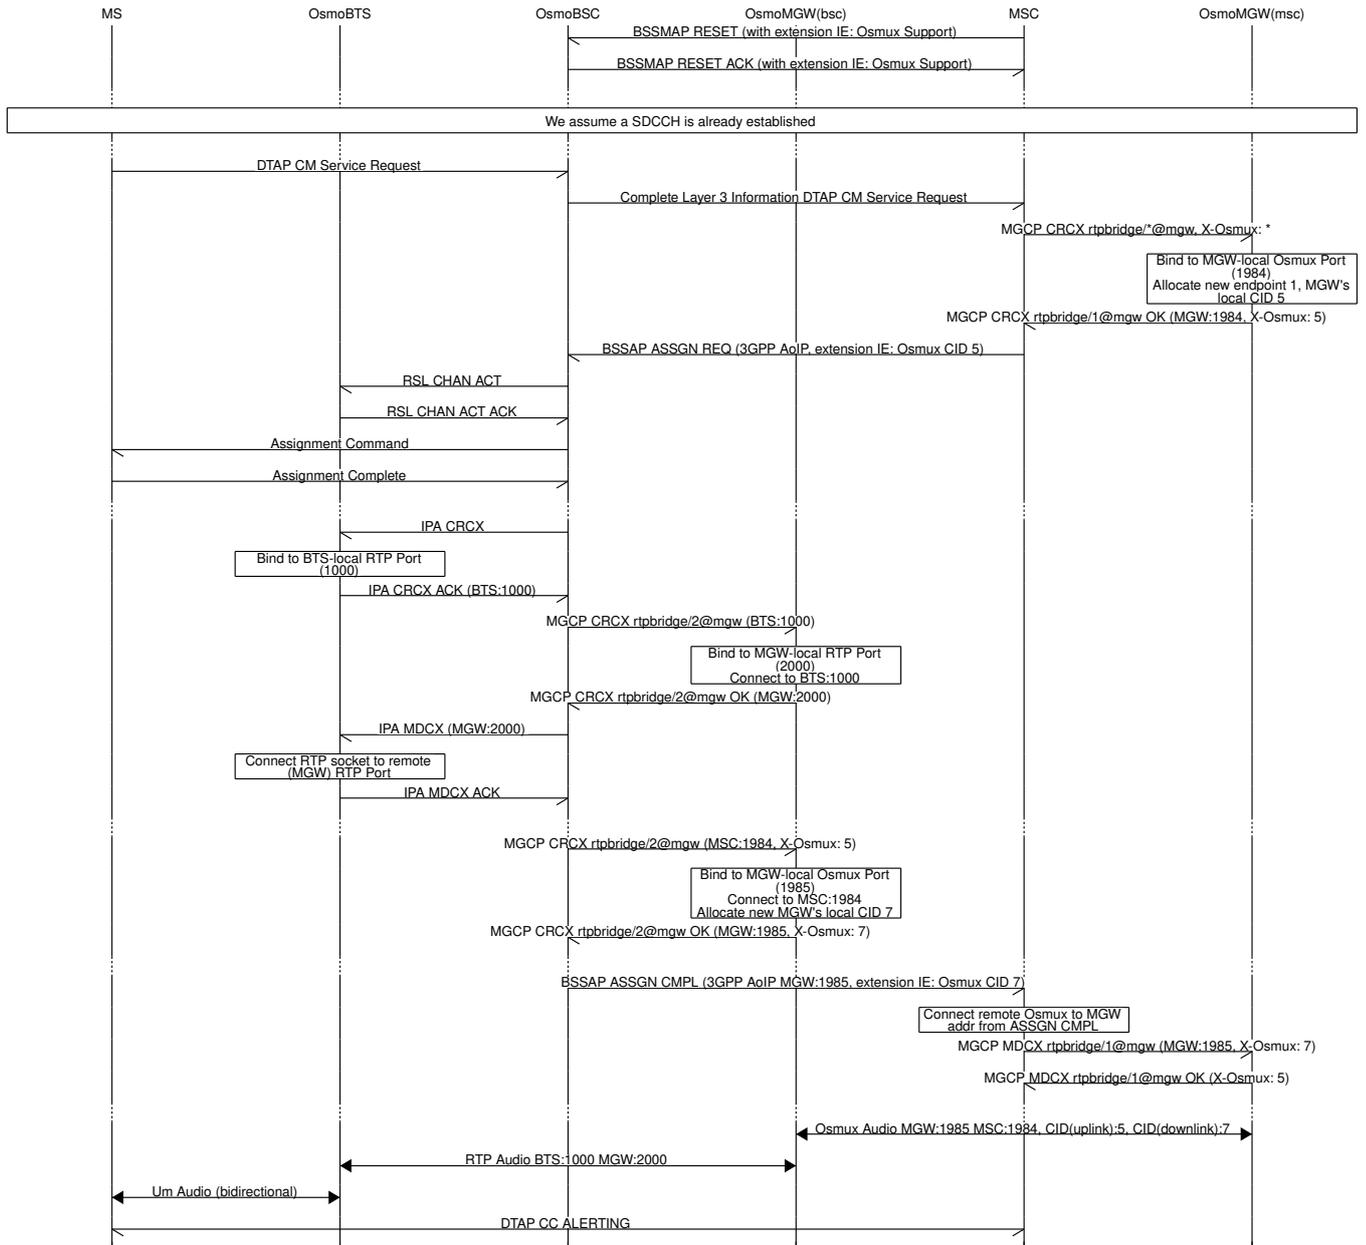 MS OsmoBTS OsmoBSC OsmoMGW(bsc) MSC OsmoMGW(msc)
BSSMAP RESET (with extension IE: Osmux Support)
BSSMAP RESET ACK (with extension IE: Osmux Support)
We assume a SDCCH is already established
DTAP CM Service Request
Complete Layer 3 Information DTAP CM Service Request
MGCP CRCX rtpbridge/*@mgw, X-Osmux: *
Bind to MGW-local Osmux Port
(1984)
Allocate new endpoint 1, MGW's
local CID 5
MGCP CRCX rtpbridge/1@mgw OK (MGW:1984, X-Osmux: 5)
BSSAP ASSGN REQ (3GPP AoIP, extension IE: Osmux CID 5)
RSL CHAN ACT
RSL CHAN ACT ACK
Assignment Command
Assignment Complete
IPA CRCX
Bind to BTS-local RTP Port
(1000)
IPA CRCX ACK (BTS:1000)
MGCP CRCX rtpbridge/2@mgw (BTS:1000)
Bind to MGW-local RTP Port
(2000)
Connect to BTS:1000
MGCP CRCX rtpbridge/2@mgw OK (MGW:2000)
IPA MDCX (MGW:2000)
Connect RTP socket to remote
(MGW) RTP Port
IPA MDCX ACK
MGCP CRCX rtpbridge/2@mgw (MSC:1984, X-Osmux: 5)
Bind to MGW-local Osmux Port
(1985)
Connect to MSC:1984
Allocate new MGW's local CID 7
MGCP CRCX rtpbridge/2@mgw OK (MGW:1985, X-Osmux: 7)
BSSAP ASSGN CMPL (3GPP AoIP MGW:1985, extension IE: Osmux CID 7)
Connect remote Osmux to MGW
addr from ASSGN CMPL
MGCP MDCX rtpbridge/1@mgw (MGW:1985, X-Osmux: 7)
MGCP MDCX rtpbridge/1@mgw OK (X-Osmux: 5)
Osmux Audio MGW:1985 MSC:1984, CID(uplink):5, CID(downlink):7
RTP Audio BTS:1000 MGW:2000
Um Audio (bidirectional)
DTAP CC ALERTING